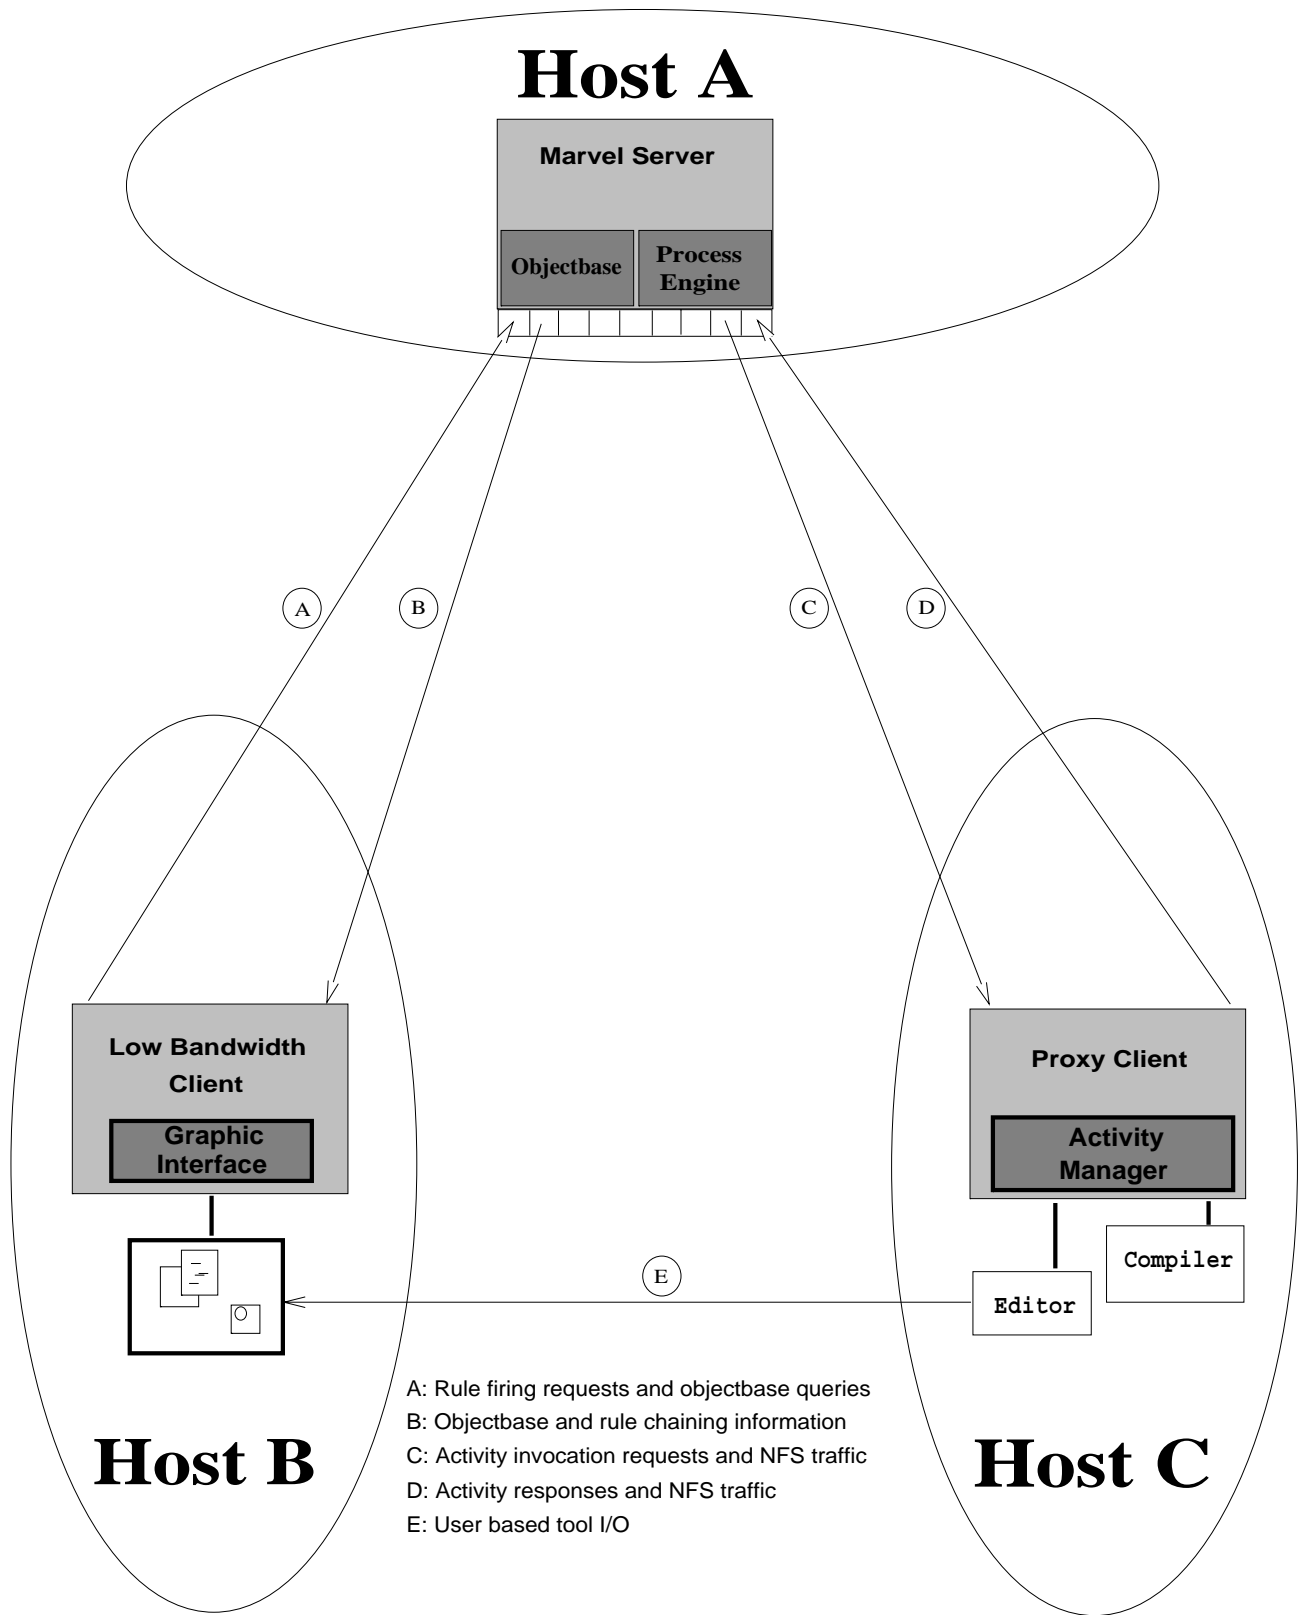 Host A
Marvel Server
Objectbase
Process
Engine
A
B
C
D
Low Bandwidth
Client
Graphic
Interface
Proxy Client
Activity
Manager
Compiler
Editor
E
A: Rule firing requests and objectbase queries
B: Objectbase and rule chaining information
C: Activity invocation requests and NFS traffic
D: Activity responses and NFS traffic
E: User based tool I/O
Host B
Host C